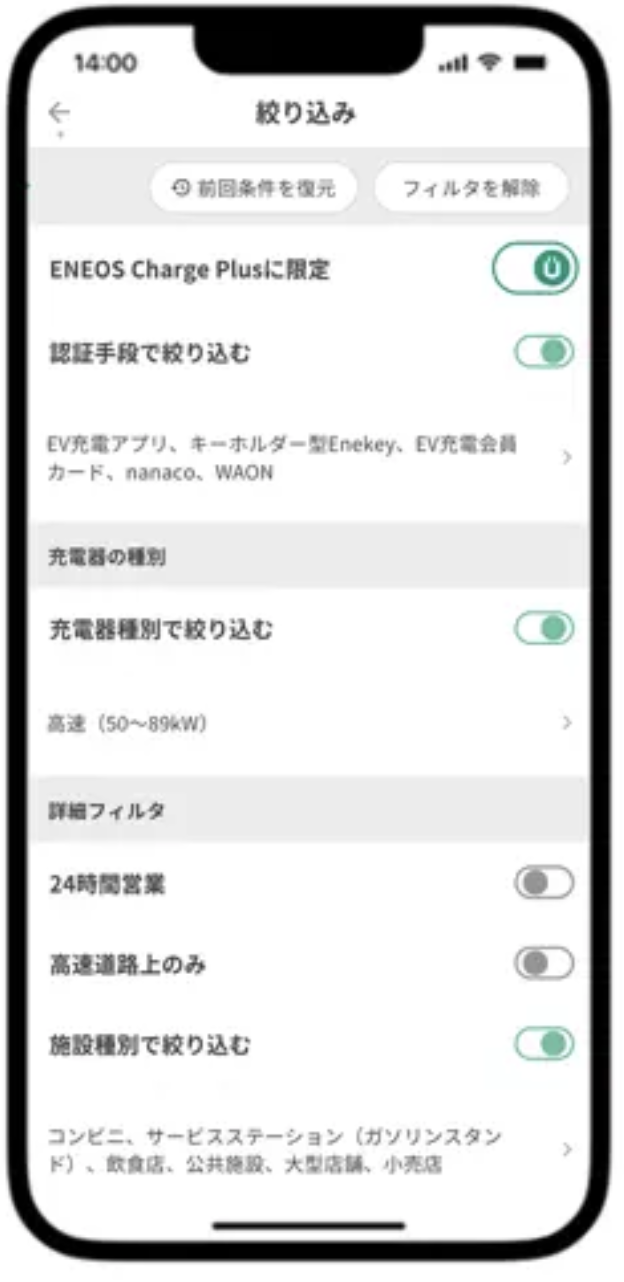 14:00
絞り込み
前回条件を復元
フィルタを解除
ENEOS Charge Plusに限定
認証手段で絞り込む
EV充電アプリ、キーホルダー型Enekey、EV充電会員
カード、nanaco、WAON
充電器の種別
充電器種別で絞り込む
高速（50〜89kW）
詳細フィルタ
24時間営業
高速道路上のみ
施設種別で絞り込む
コンビニ、サービスステーション（ガソリンスタン
ド）、飲食店、公共施設、大型店舗、小売店